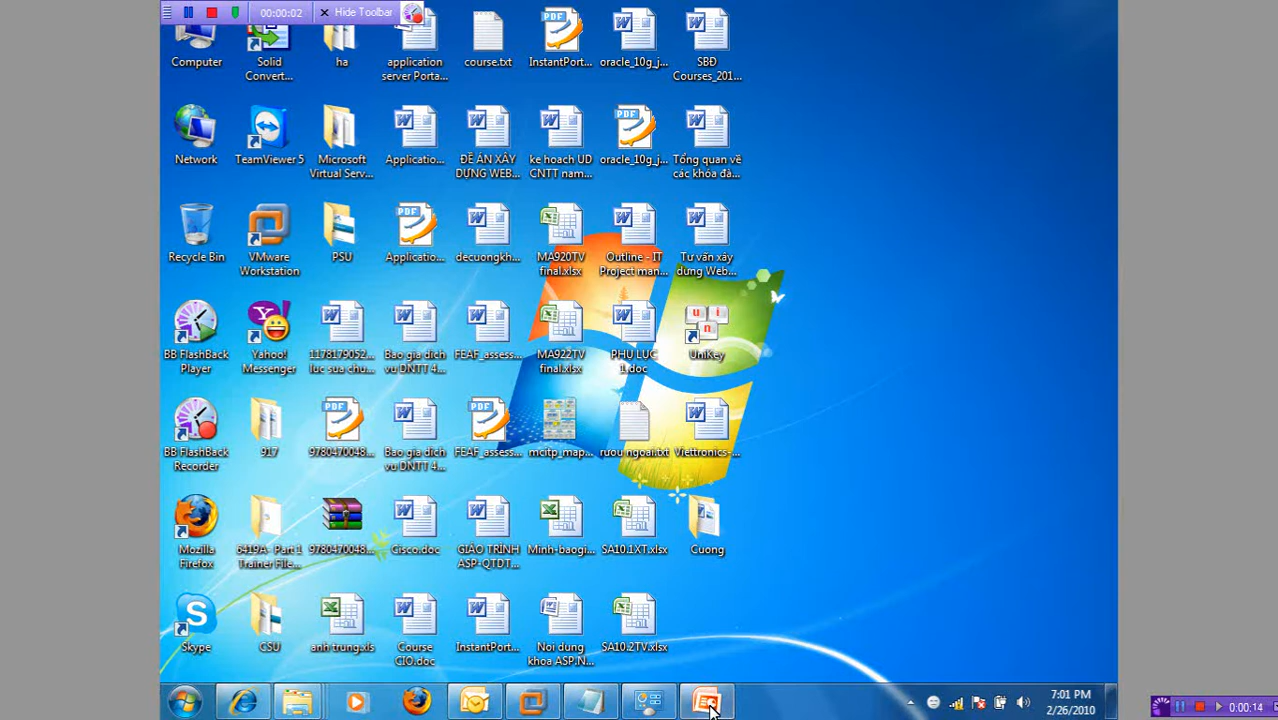 00:00:02 × Hide Toolbar
Computer
Solid
Convert...
ha
application
server Porta...
course.txt
InstantPort...
oracle_10g_j...
SBĐ
Courses_201...
Network
TeamViewer 5
Microsoft
Virtual Serv...
Applicatio...
ĐỀ ÁN XÂY
DỰNG WEB...
ke hoach UD
CNTT nam...
oracle_10g_j...
Tổng quan về
các khóa đà...
Recycle Bin
VMware
Workstation
PSU
Applicatio...
decuongkh...
MA920TV
final.xlsx
Outline - IT
Project man...
Tư vấn xây
dựng Web...
BB FlashBack
Player
Yahoo!
Messenger
1178179052...
luc sua chu...
Bao gia dich
vu DNTT 4...
FEAF_assess...
MA922TV
final.xlsx
PHU LUC
1.doc
u i
n
UniKey
BB FlashBack
Recorder
917
9780470048...
Bao gia dich
vu DNTT 4...
FEAF_assess...
mcitp_map...
ruou ngoai.txt
Viettronics-...
Mozilla
Firefox
6419A- Part 1
Trainer File...
9780470048...
Cisco.doc
GIÁO TRÌNH
ASP-QTDT...
Minh-baogi...
SA10.1XT.xlsx
Cuong
Skype
CSU
anh trung.xls
Course
CIO.doc
InstantPort...
Noi dung
khoa ASP.N...
SA10.2TV.xlsx
7:01 PM
2/26/2010
0:00:14